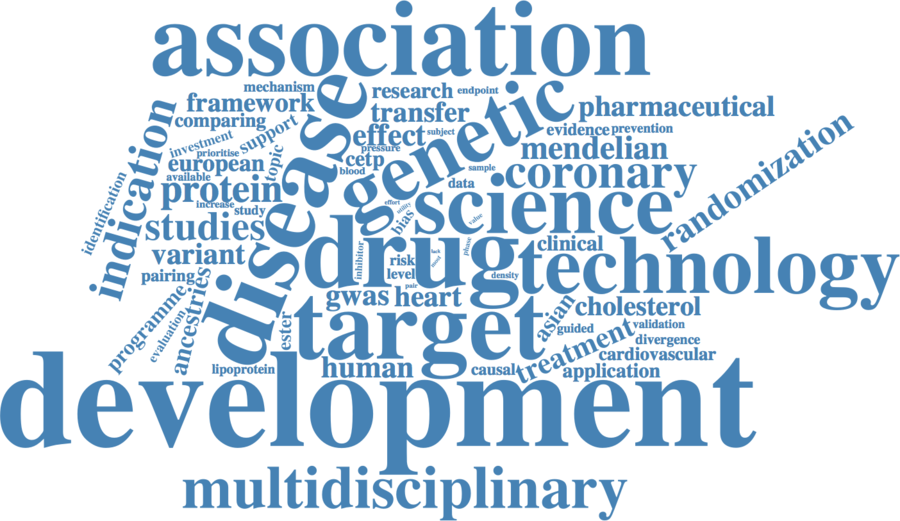 association
mechanism
research
endpoint
framework
transfer
genetic
pharmaceutical
comparing
support
disease
effect
subject
evidence
prevention
randomization
investment
prioritise
topic
pressure
mendelian
indication
european
cetp
blood
sample
coronary
available
protein
data
identification
increase
study
effort
utility
science
value
studies
bias
variant
drug
inhibitor
risk
phase
clinical
technology
pairing
level
density
pair
programme
ancestries
gwas
heart
asian
cholesterol
evaluation
ester
target
guided
treatment
validation
divergence
cardiovascular
lipoprotein
human
causal
application
development
multidisciplinary